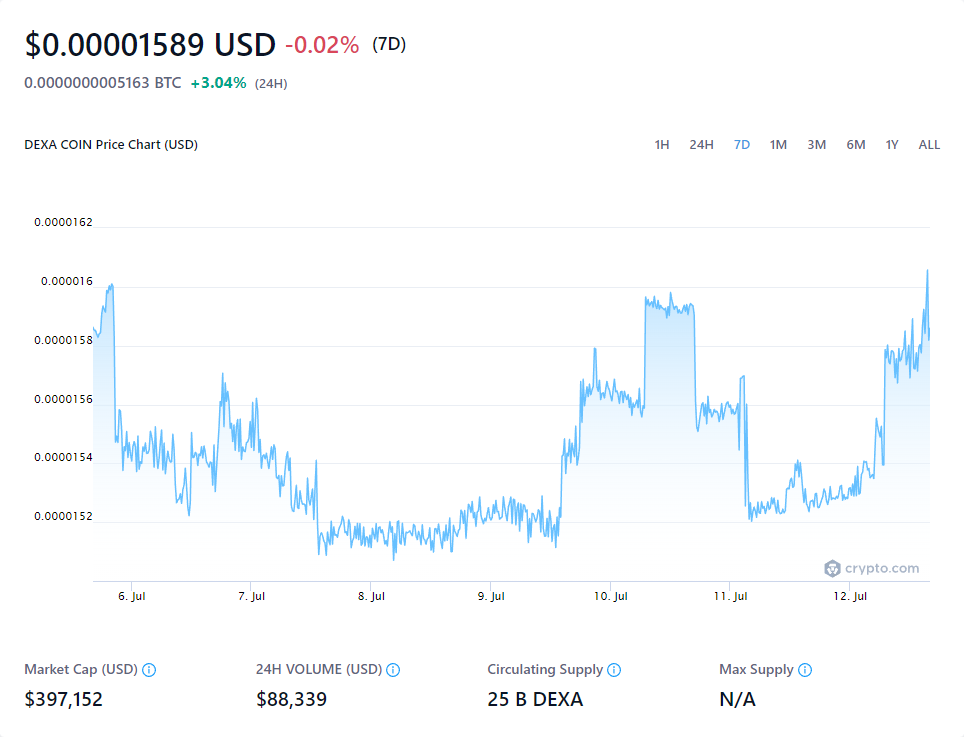 $0.00001589 USD -0.02% (7D)
0.0000000005163 BTC +3.04% (24H)
DEXA COIN Price Chart (USD) 1H 24H 7D 1M 3M 6M 1Y ALL
0.0000162
0.000016
0.0000158
0.0000156
0.0000154
0.0000152
crypto.com
6. Jul 7. Jul 8. Jul 9. Jul 10. Jul 11. Jul 12. Jul
Market Cap (USD) 24H VOLUME (USD) Circulating Supply Max Supply
$397,152 $88,339 25 B DEXA N/A